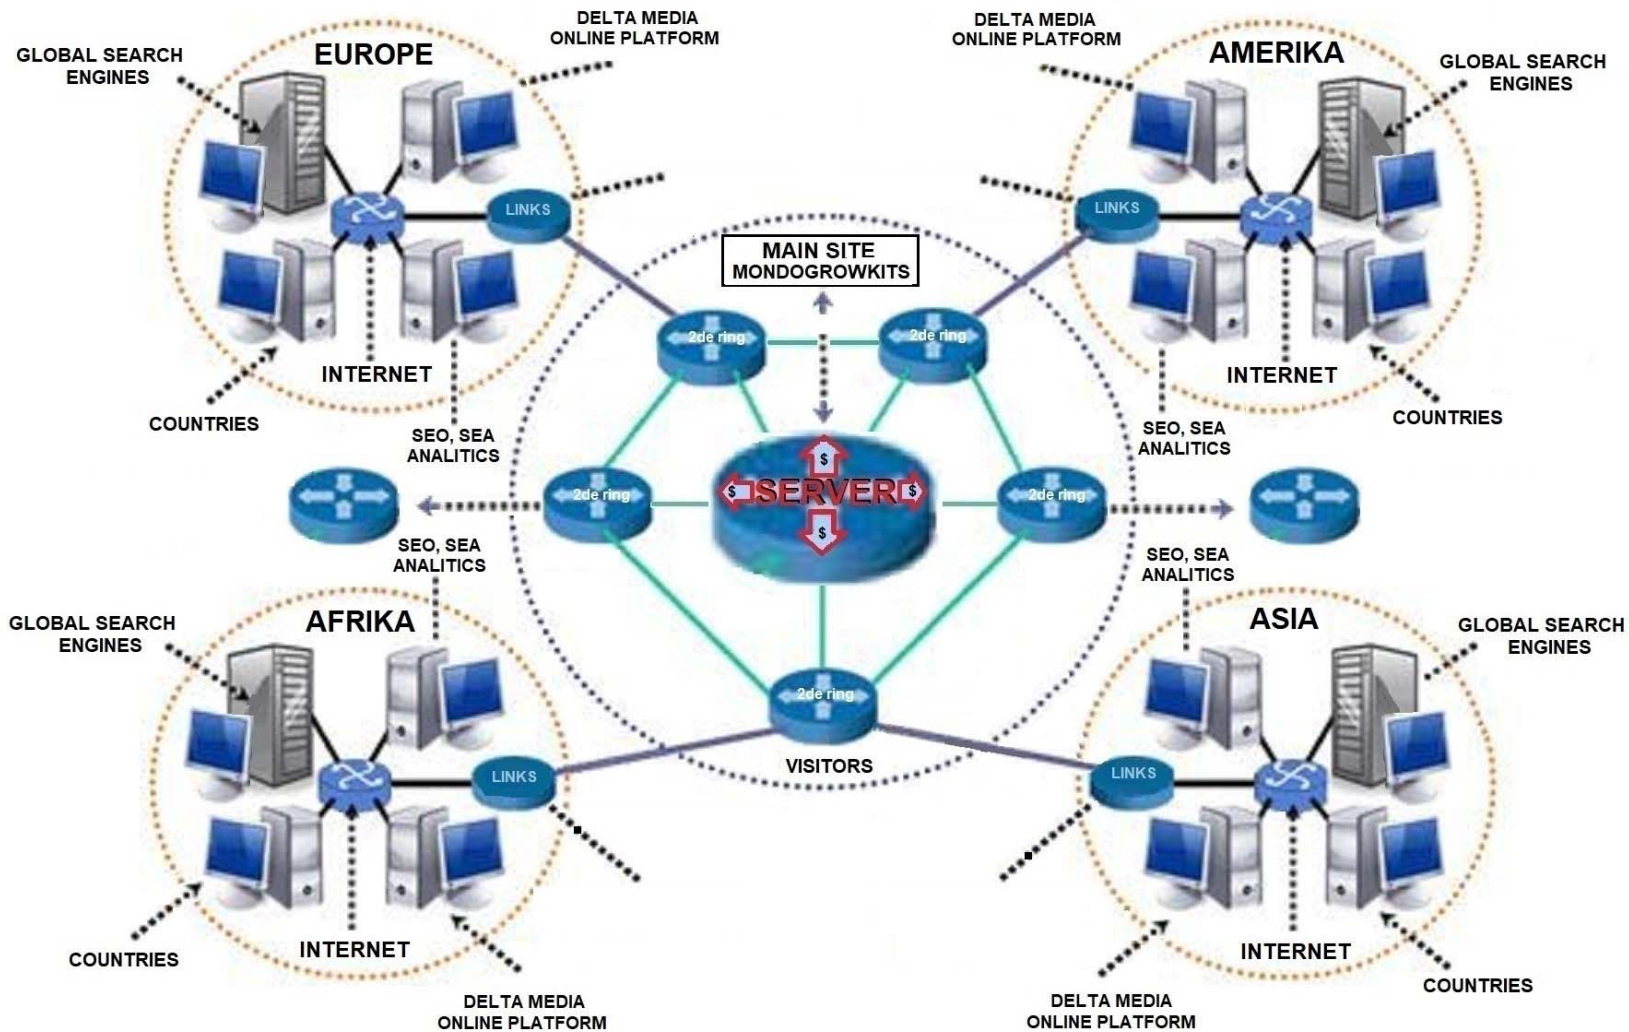 DELTA MEDIA
ONLINE PLATFORM
GLOBAL SEARCH
ENGINES
EUROPE
LINKS
INTERNET
COUNTRIES
SEO, SEA
ANALITICS
DELTA MEDIA
ONLINE PLATFORM
AMERIKA
GLOBAL SEARCH
ENGINES
LINKS
INTERNET
COUNTRIES
SEO, SEA
ANALITICS
MAIN SITE
MONDOGROWKITS
2de ring
2de ring
2de ring
$
$ SERVER $
$
2de ring
2de ring
VISITORS
SEO, SEA
ANALITICS
GLOBAL SEARCH
ENGINES
AFRIKA
LINKS
INTERNET
COUNTRIES
DELTA MEDIA
ONLINE PLATFORM
SEO, SEA
ANALITICS
ASIA
GLOBAL SEARCH
ENGINES
LINKS
INTERNET
COUNTRIES
DELTA MEDIA
ONLINE PLATFORM